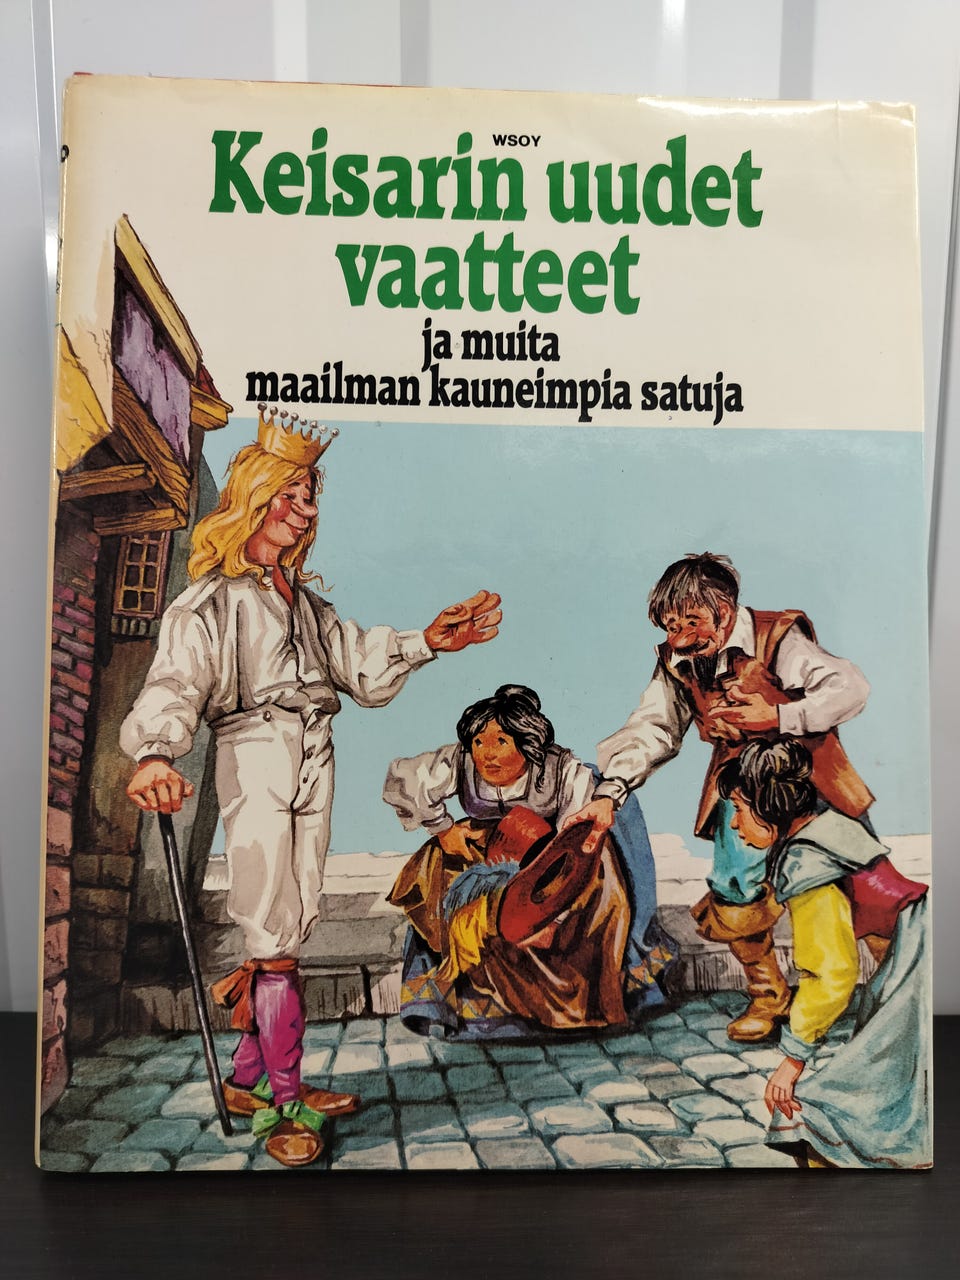 WSOY
Keisarin uudet
vaatteet
ja muita
maailman kauneimpia satuja